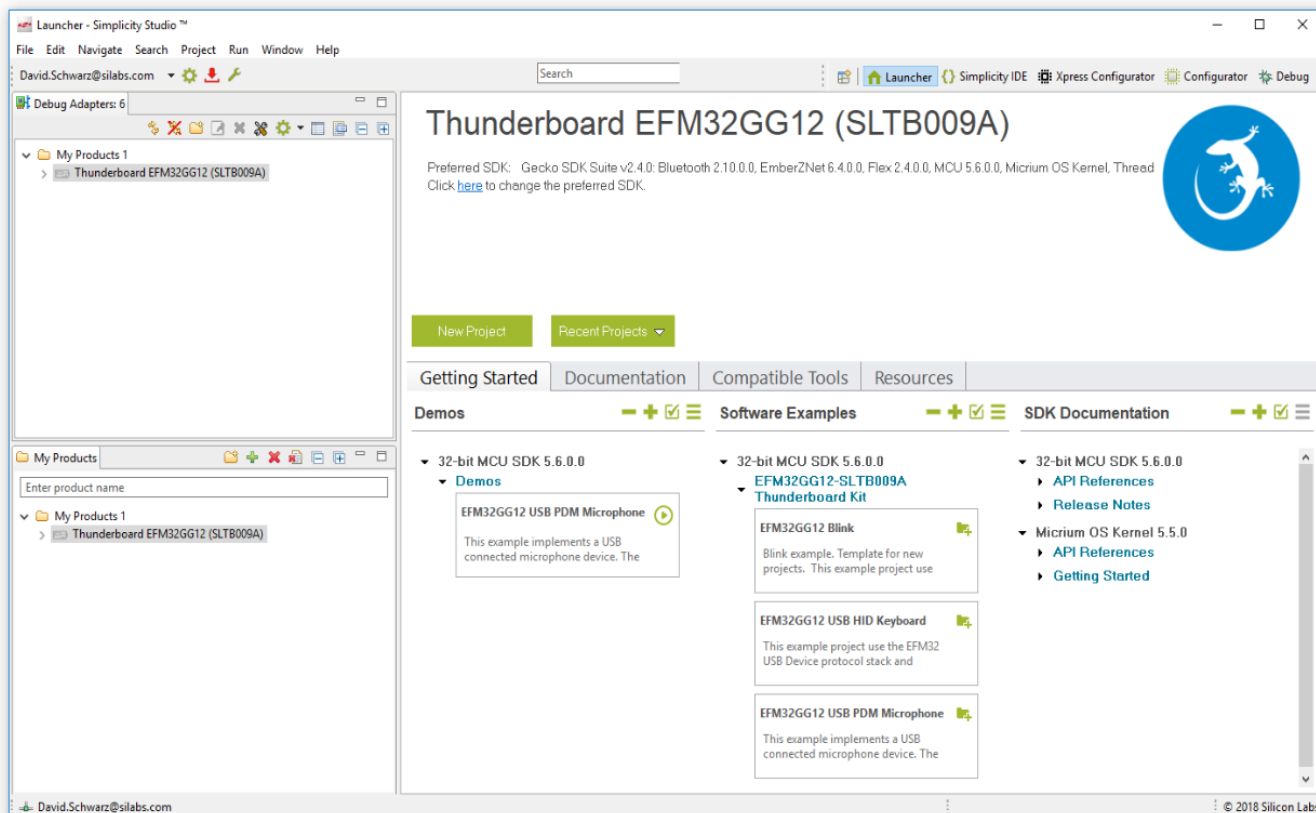 Launcher - Simplicity Studio ™
File Edit Navigate Search Project Run Window Help
David.Schwarz@silabs.com
Search
Launcher
{} Simplicity IDE
Xpress Configurator
Configurator
Debug
Debug Adapters: 6
My Products 1
Thunderboard EFM32GG12 (SLTB009A)
My Products
Enter product name
My Products 1
Thunderboard EFM32GG12 (SLTB009A)
Thunderboard EFM32GG12 (SLTB009A)
Preferred SDK: Gecko SDK Suite v2.4.0: Bluetooth 2.10.0.0, EmberZNet 6.4.0.0, Flex 2.4.0.0, MCU 5.6.0.0, Micrium OS Kernel, Thread
Click here to change the preferred SDK.
New Project
Recent Projects
Getting Started
Documentation
Compatible Tools
Resources
Demos
32-bit MCU SDK 5.6.0.0
Demos
EFM32GG12 USB PDM Microphone
This example implements a USB
connected microphone device. The
Software Examples
32-bit MCU SDK 5.6.0.0
EFM32GG12-SLTB009A
Thunderboard Kit
EFM32GG12 Blink
Blink example. Template for new
projects. This example project use
EFM32GG12 USB HID Keyboard
This example project use the EFM32
USB Device protocol stack and
EFM32GG12 USB PDM Microphone
This example implements a USB
connected microphone device. The
SDK Documentation
32-bit MCU SDK 5.6.0.0
API References
Release Notes
Micrium OS Kernel 5.5.0
API References
Getting Started
David.Schwarz@silabs.com
© 2018 Silicon Labs